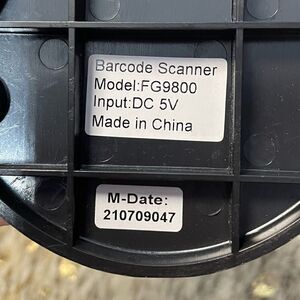 Barcode Scanner
Model:FG9800
Input:DC 5V
Made in China
M-Date:
210709047